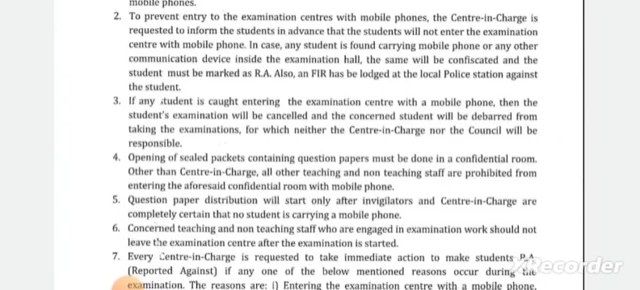 mobile phones.
2. To prevent entry to the examination centres with mobile phones, the Centre-in-Charge is
requested to inform the students in advance that the students will not enter the examination
centre with mobile phone. In case, any student is found carrying mobile phone or any other
communication device inside the examination hall, the same will be confiscated and the
student must be marked as R.A. Also, an FIR has be lodged at the local Police station against
the student.
3. If any student is caught entering the examination centre with a mobile phone, then the
student's examination will be cancelled and the concerned student will be debarred from
taking the examinations, for which neither the Centre-in-Charge nor the Council will be
responsible.
4. Opening of sealed packets containing question papers must be done in a confidential room.
Other than Centre-in-Charge, all other teaching and non teaching staff are prohibited from
entering the aforesaid confidential room with mobile phone.
5. Question paper distribution will start only after invigilators and Centre-in-Charge are
completely certain that no student is carrying a mobile phone.
6. Concerned teaching and non teaching staff who are engaged in examination work should not
leave the examination centre after the examination is started.
7. Every Centre-in-Charge is requested to take immediate action to make students R.A.
(Reported Against) if any one of the below mentioned reasons occur during the
examination. The reasons are: i) Entering the examination centre with a mobile phone.
XRecorder